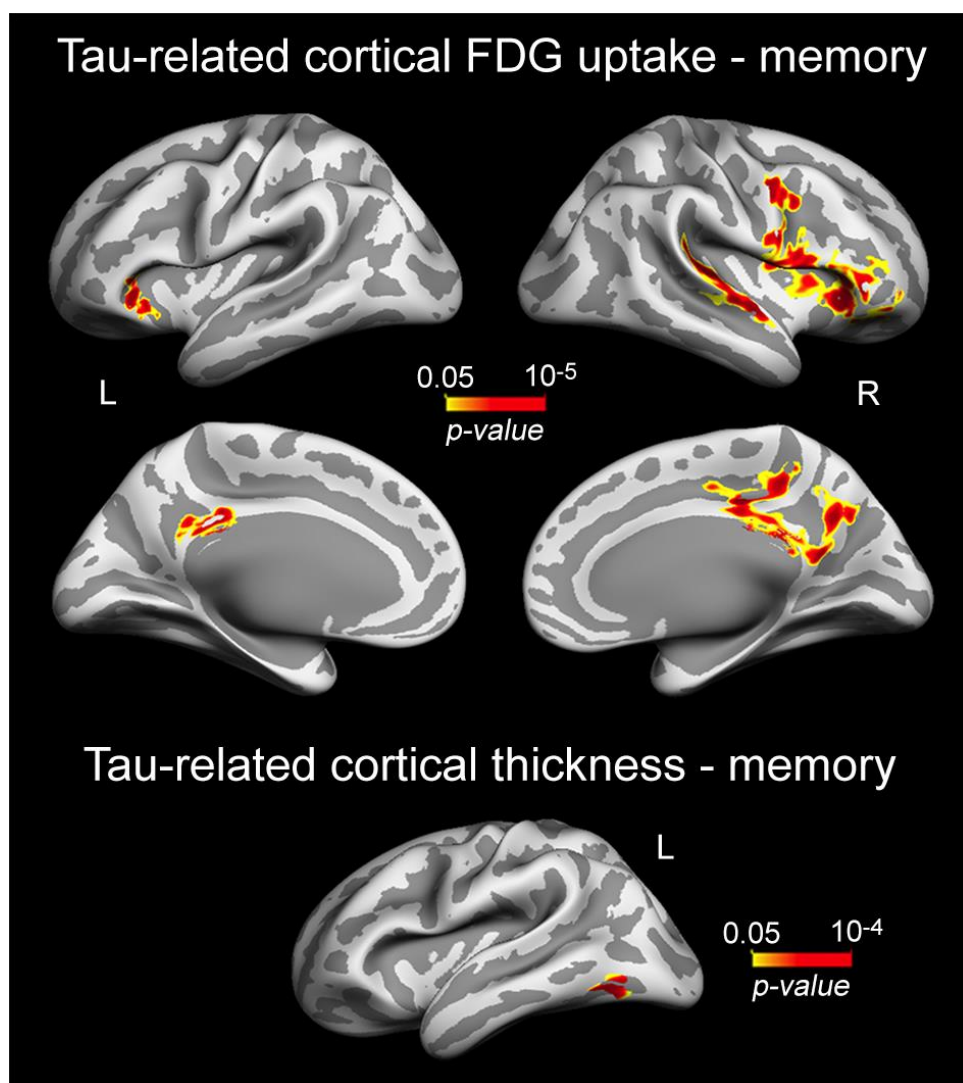 Tau-related cortical FDG uptake - memory
L
0.05 10-5
p-value
R
Tau-related cortical thickness - memory
L
0.05 10-4
p-value